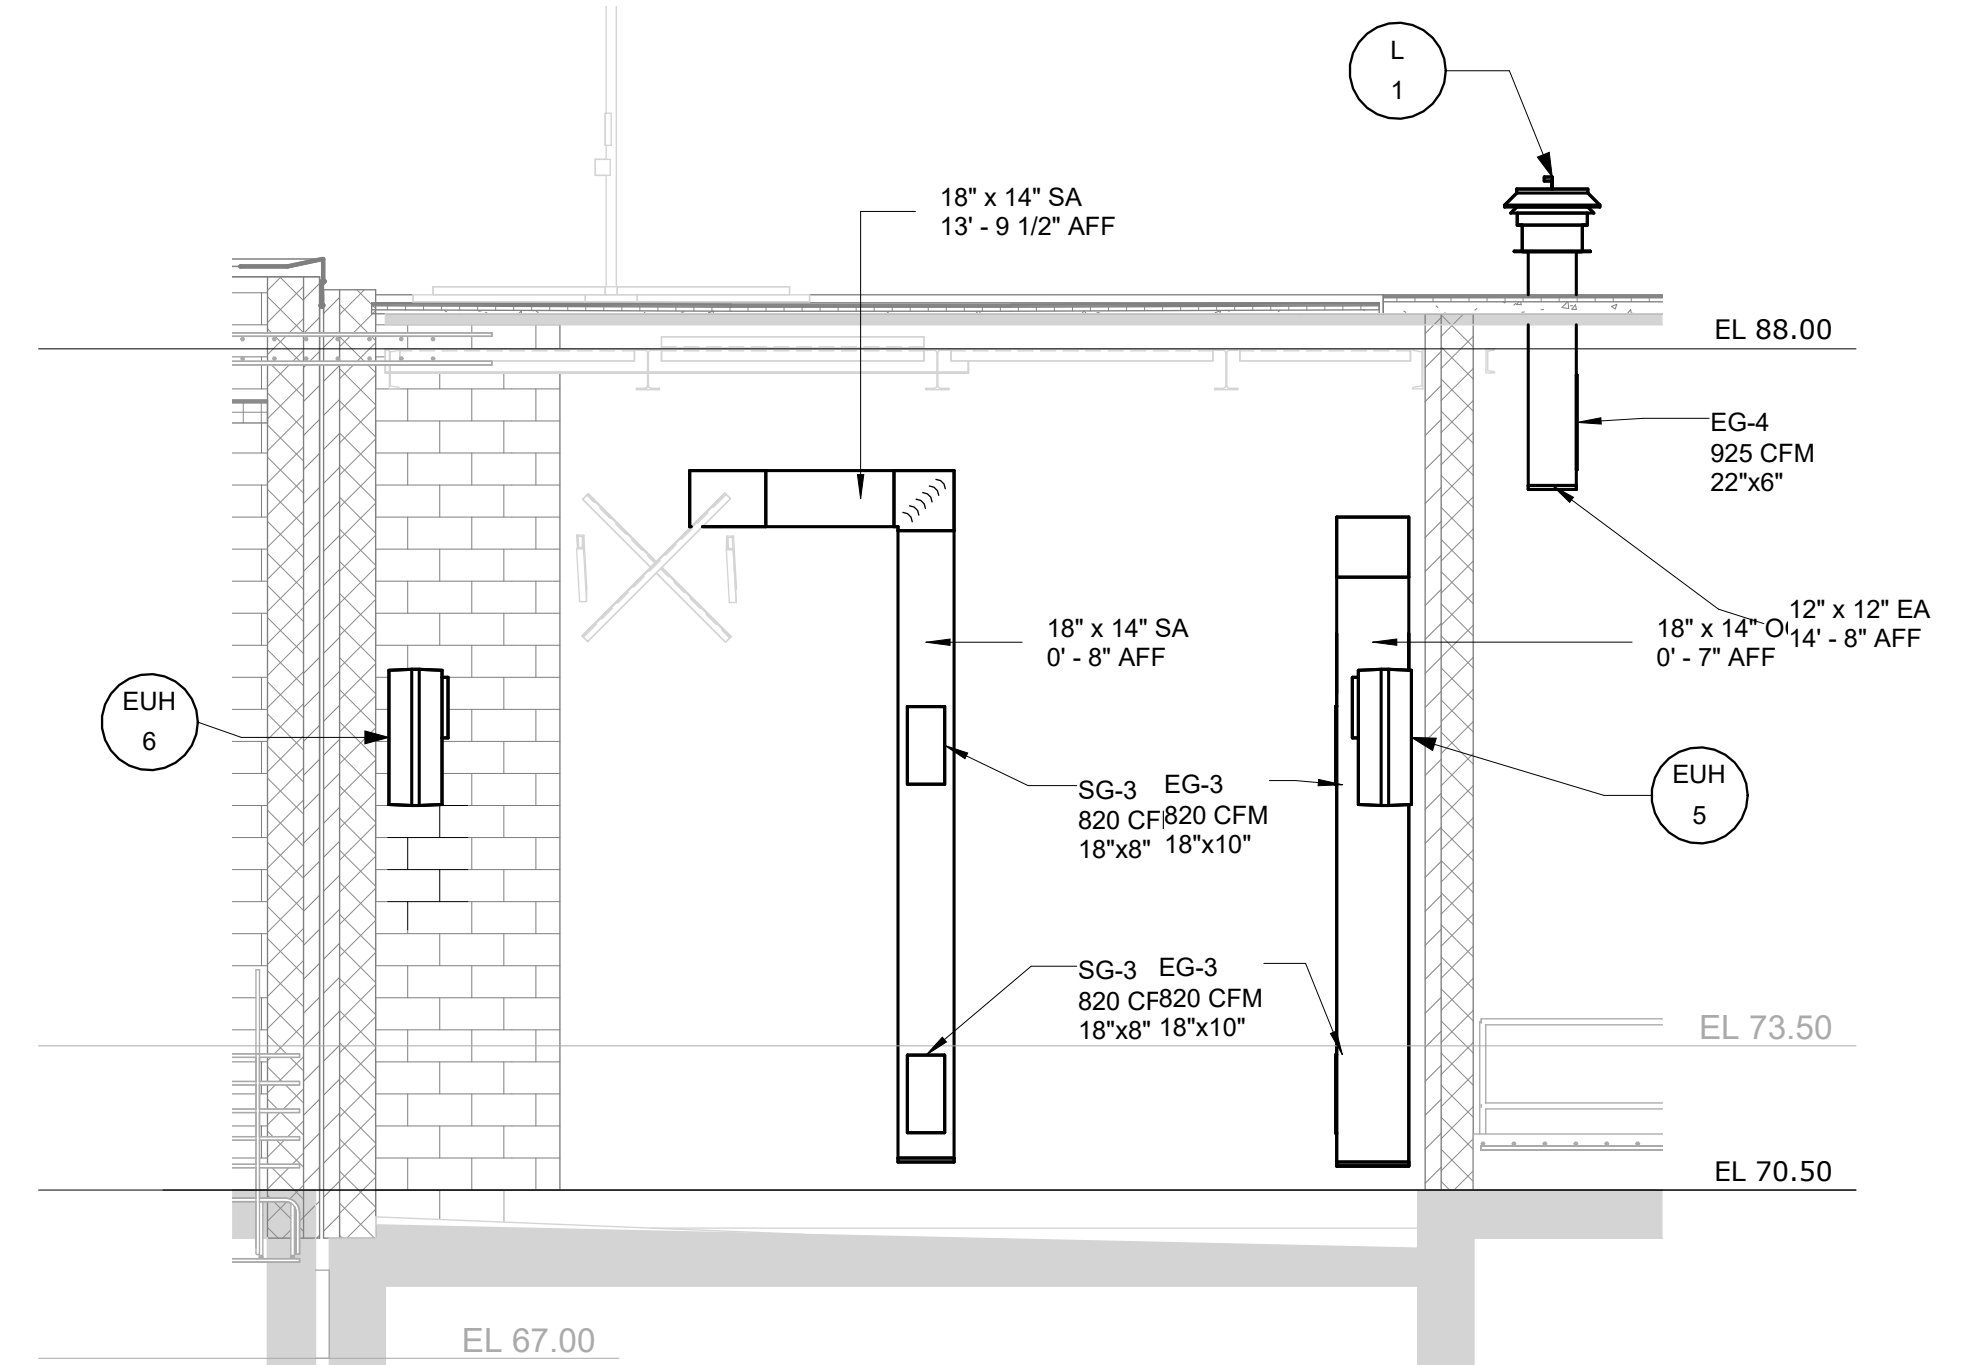 L
1
18" x 14" SA
13' - 9 1/2" AFF
EL 88.00
EG-4
925 CFM
22"x6"
12" x 12" EA
14' - 8" AFF
18" x 14"
0' - 7" AFF
18" x 14" SA
0' - 8" AFF
EUH
6
EUH
5
SG-3
820
18"x8"
EG-3
820 CFM
18"x10"
SG-3
820
18"x8"
EG-3
820 CFM
18"x10"
EL 73.50
EL 70.50
EL 67.00